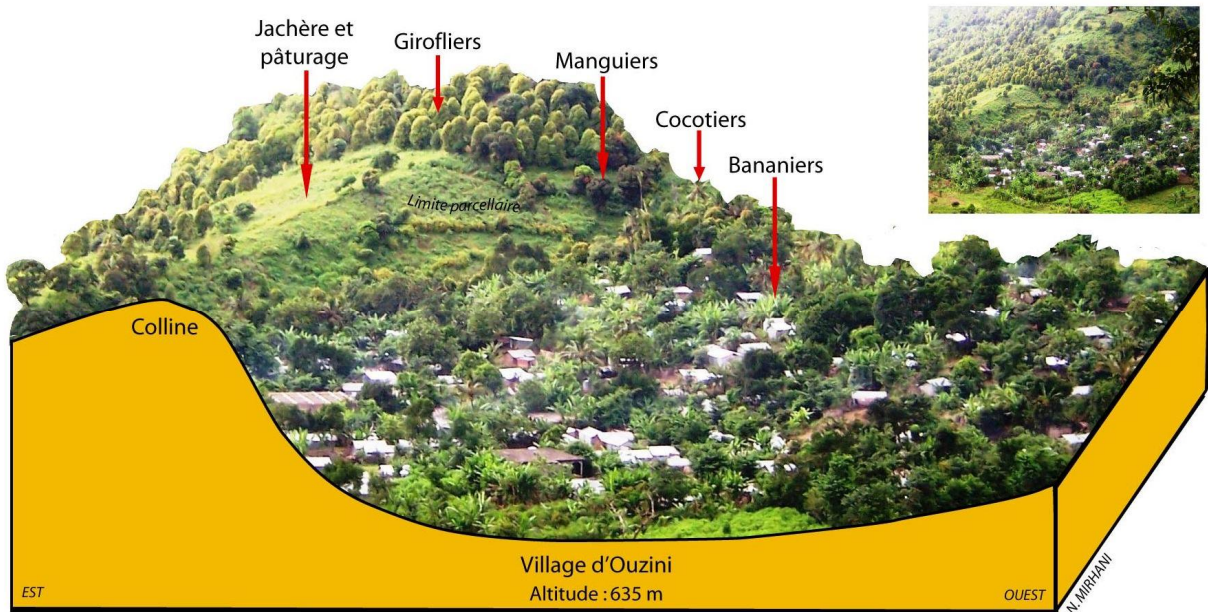 Jachère et
pâturage
Girofliers
Manguiers
Cocotiers
Bananiers
Limite parcellaire
Colline
Village d'Ouzini
Altitude : 635 m
EST
OUEST
N. MIRHANI